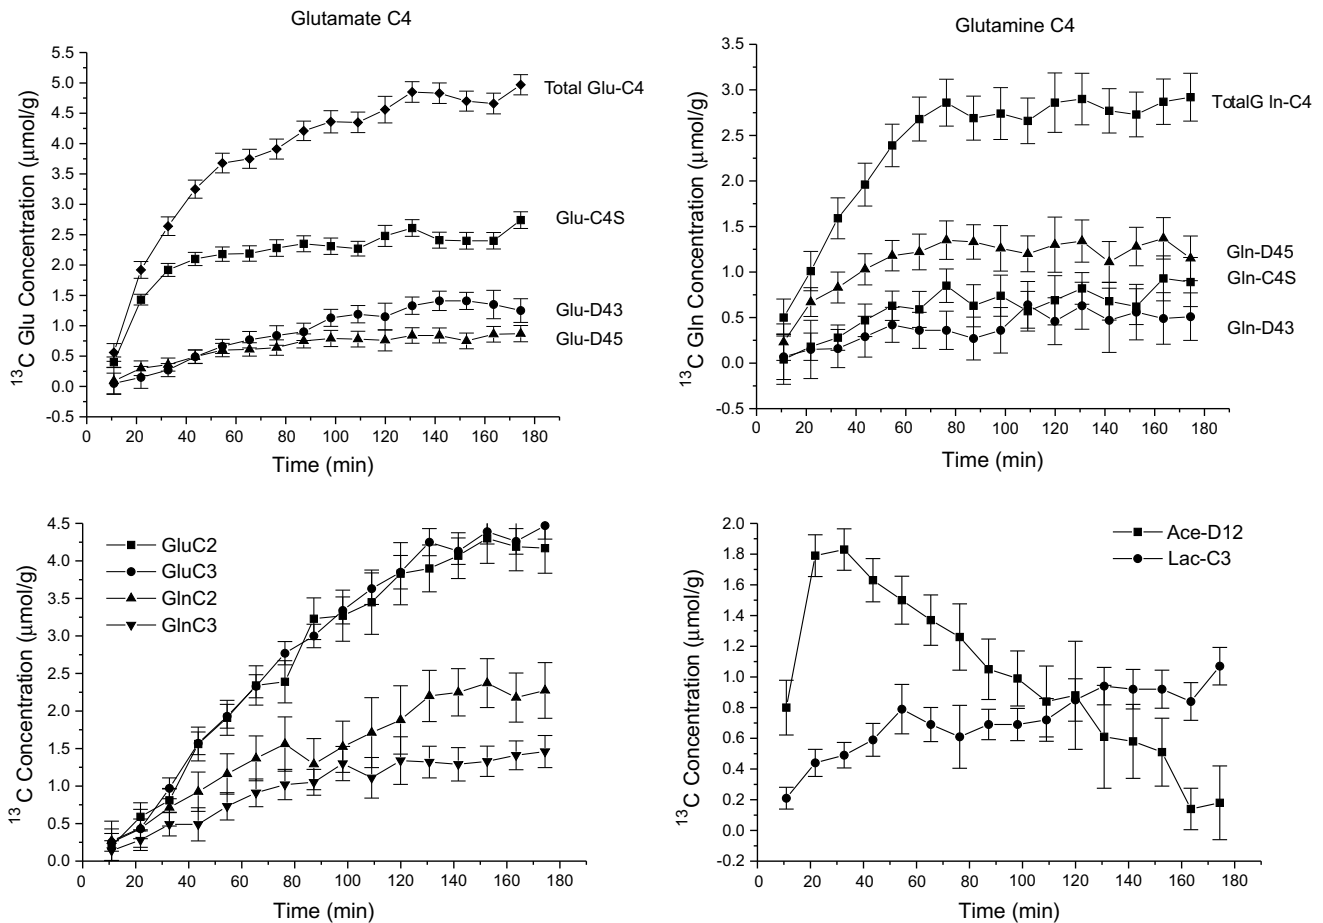 Glutamate C4
5.5
5.0
4.5
4.0
3.5
3.0
2.5
2.0
1.5
1.0
0.5
0.0
-0.5
13C Glu Concentration (μmol/g)
Total Glu-C4
Glu-C4S
Glu-D43
Glu-D45
0 20 40 60 80 100 120 140 160 180
Time (min)
Glutamine C4
3.5
3.0
2.5
2.0
1.5
1.0
0.5
0.0
-0.5
13C Gln Concentration (μmol/g)
TotalG ln-C4
Gln-D45
Gln-C4S
Gln-D43
0 20 40 60 80 100 120 140 160 180
Time (min)
4.5
4.0
3.5
3.0
2.5
2.0
1.5
1.0
0.5
0.0
13C Concentration (μmol/g)
GluC2
GluC3
GlnC2
GlnC3
0 20 40 60 80 100 120 140 160 180
Time (min)
2.0
1.8
1.6
1.4
1.2
1.0
0.8
0.6
0.4
0.2
0.0
-0.2
13C Concentration (μmol/g)
Ace-D12
Lac-C3
0 20 40 60 80 100 120 140 160 180
Time (min)